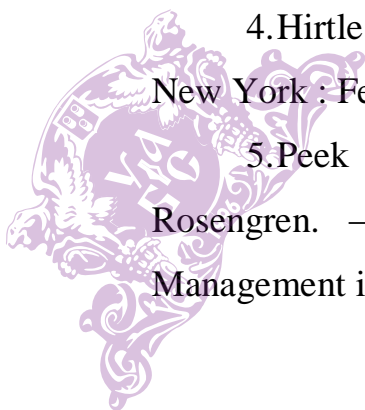 4.Hirtle
New York : Fe
5.Peek
Rosengren. –
Management i